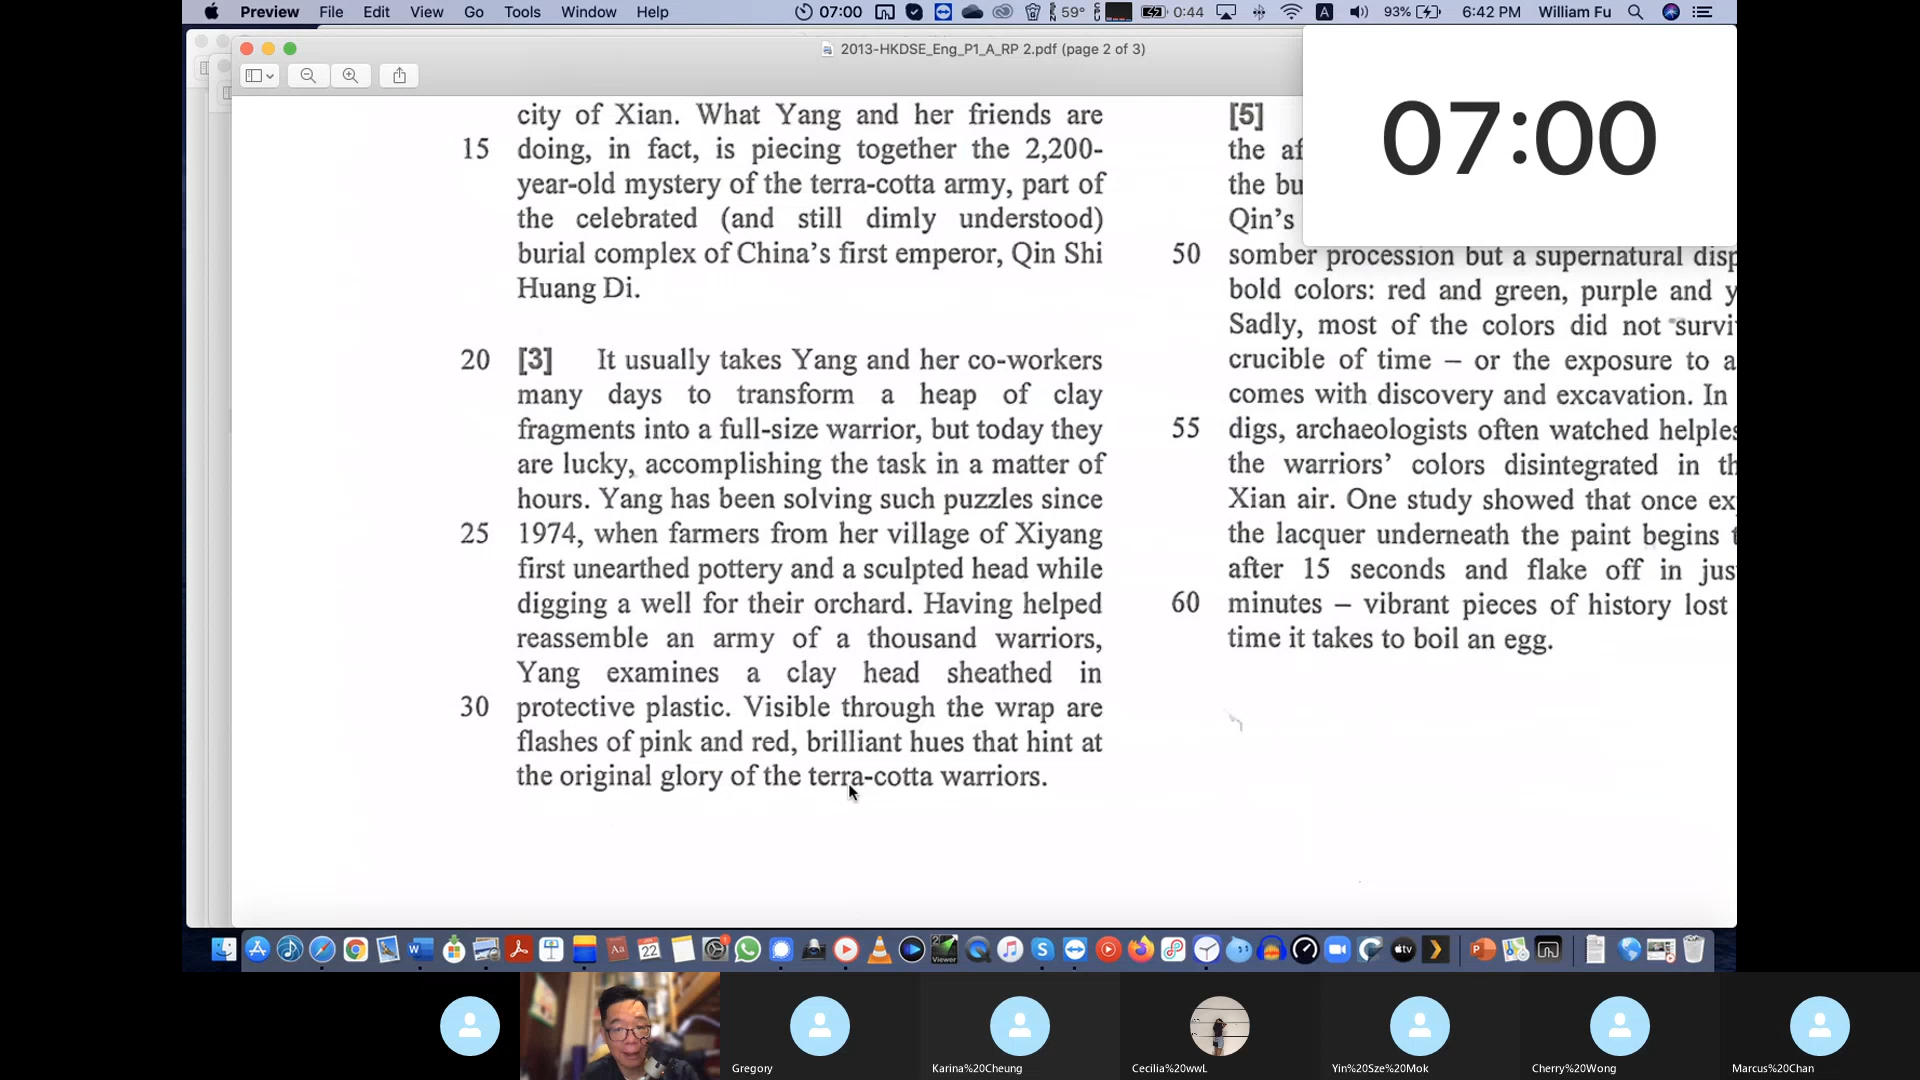 Preview File Edit View Go Tools Window Help 07:00 59° 0:44 93% 6:42 PM William Fu
2013-HKDSE_Eng_P1_A_RP 2.pdf (page 2 of 3)
07:00
city of Xian. What Yang and her friends are
15 doing, in fact, is piecing together the 2,200-
year-old mystery of the terra-cotta army, part of
the celebrated (and still dimly understood)
burial complex of China's first emperor, Qin Shi
Huang Di.
20 [3] It usually takes Yang and her co-workers
many days to transform a heap of clay
fragments into a full-size warrior, but today they
are lucky, accomplishing the task in a matter of
hours. Yang has been solving such puzzles since
25 1974, when farmers from her village of Xiyang
first unearthed pottery and a sculpted head while
digging a well for their orchard. Having helped
reassemble an army of a thousand warriors,
Yang examines a clay head sheathed in
30 protective plastic. Visible through the wrap are
flashes of pink and red, brilliant hues that hint at
the original glory of the terra-cotta warriors.
[5]
the af
the bu
Qin's
50 somber procession but a supernatural disp
bold colors: red and green, purple and y
Sadly, most of the colors did not survi
crucible of time – or the exposure to a
comes with discovery and excavation. In
55 digs, archaeologists often watched helples
the warriors' colors disintegrated in th
Xian air. One study showed that once ex
the lacquer underneath the paint begins t
after 15 seconds and flake off in jus
60 minutes – vibrant pieces of history lost
time it takes to boil an egg.
22
tv
Gregory
Karina%20Cheung
Cecilia%20wwL
Yin%20Sze%20Mok
Cherry%20Wong
Marcus%20Chan